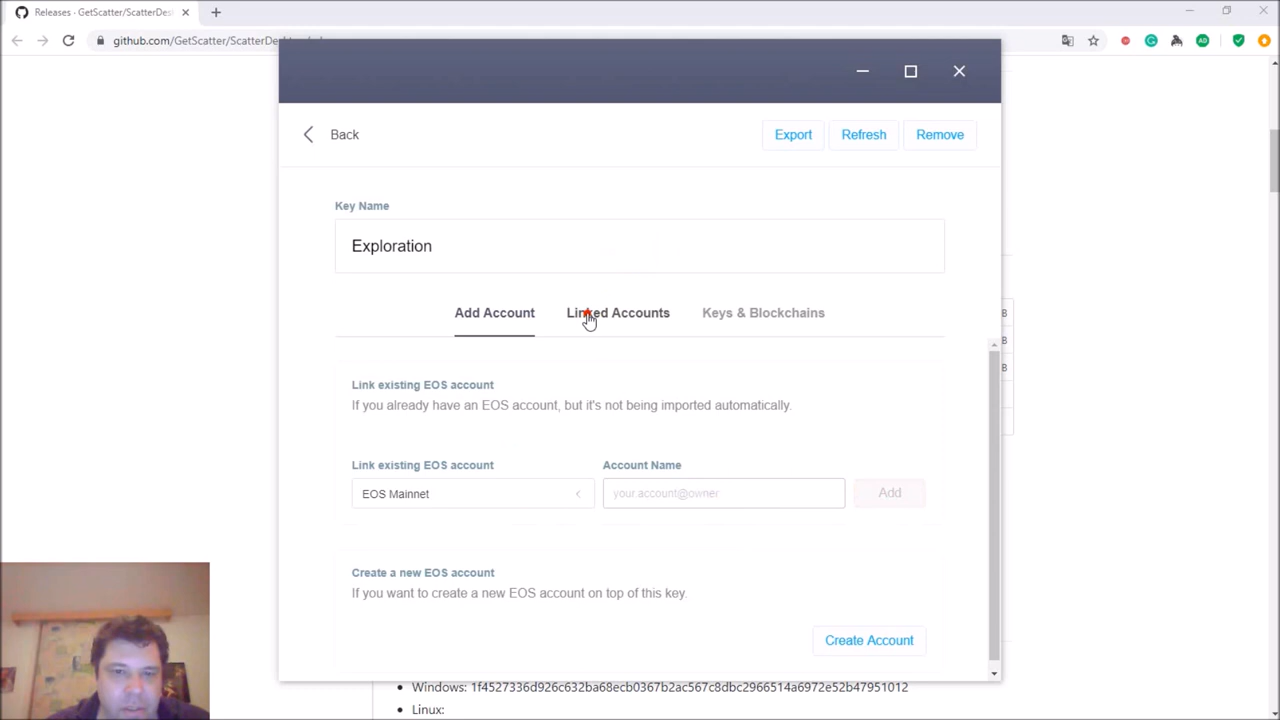 Releases · GetScatter/ScatterDesk
github.com/GetScatter/ScatterDesk
Back
Export
Refresh
Remove
Key Name
Exploration
Add Account
Linked Accounts
Keys & Blockchains
Link existing EOS account
If you already have an EOS account, but it's not being imported automatically.
Link existing EOS account
Account Name
EOS Mainnet
your.account@owner
Add
Create a new EOS account
If you want to create a new EOS account on top of this key.
Create Account
B
B
B
Windows: 1f4527336d926c632ba68ecb0367b2ac567c8dbc2966514a6972e52b47951012
Linux: